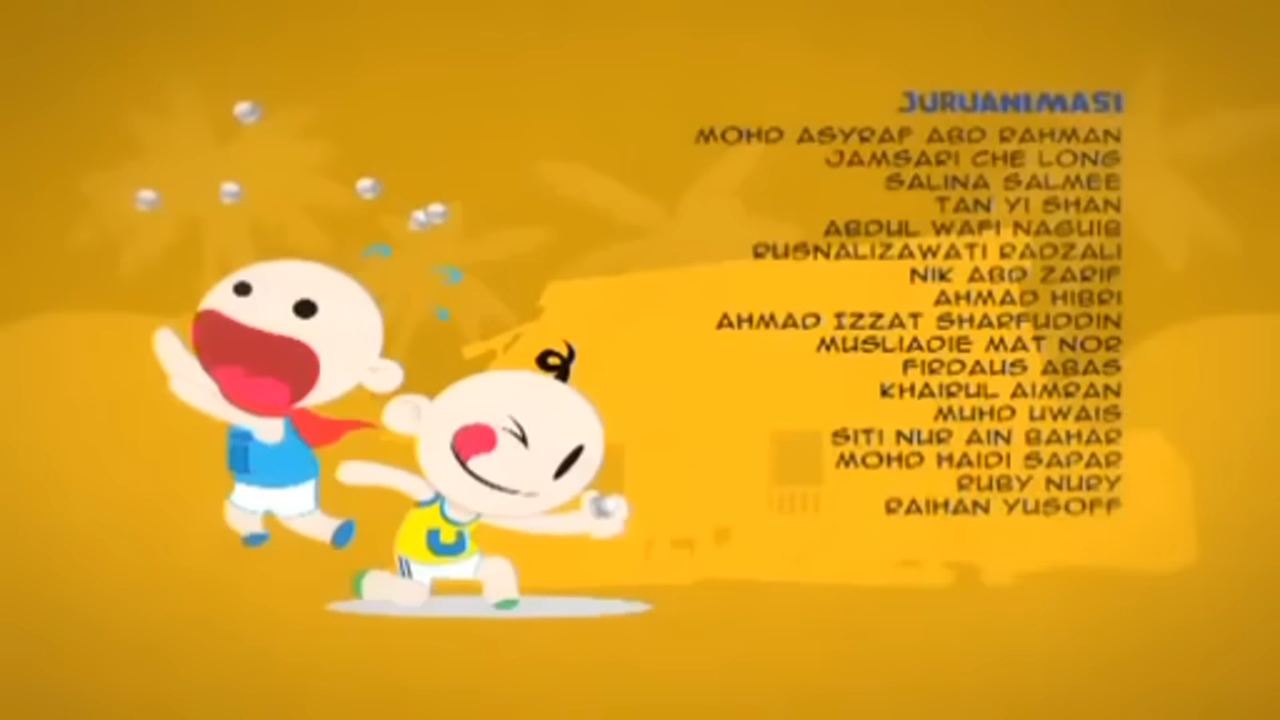 JURUANIMASI
MOHD ASYRAF ABD RAHMAN
JAMSARI CHE LONG
SALINA SALMEE
TAN YI SHAN
ABDUL WAFI NAGUIB
RUSNALIZAWATI RADZALI
NIK ABD ZARIF
AHMAD HIBRI
AHMAD IZZAT SHARFUDDIN
MUSLIADIE MAT NOR
FIRDAUS ABAS
KHAIRUL AIMRAN
MUHD UWAIS
SITI NUR AIN BAHAR
MOHD HAIDI SAPAR
RUBY NURY
RAIHAN YUSOFF
U